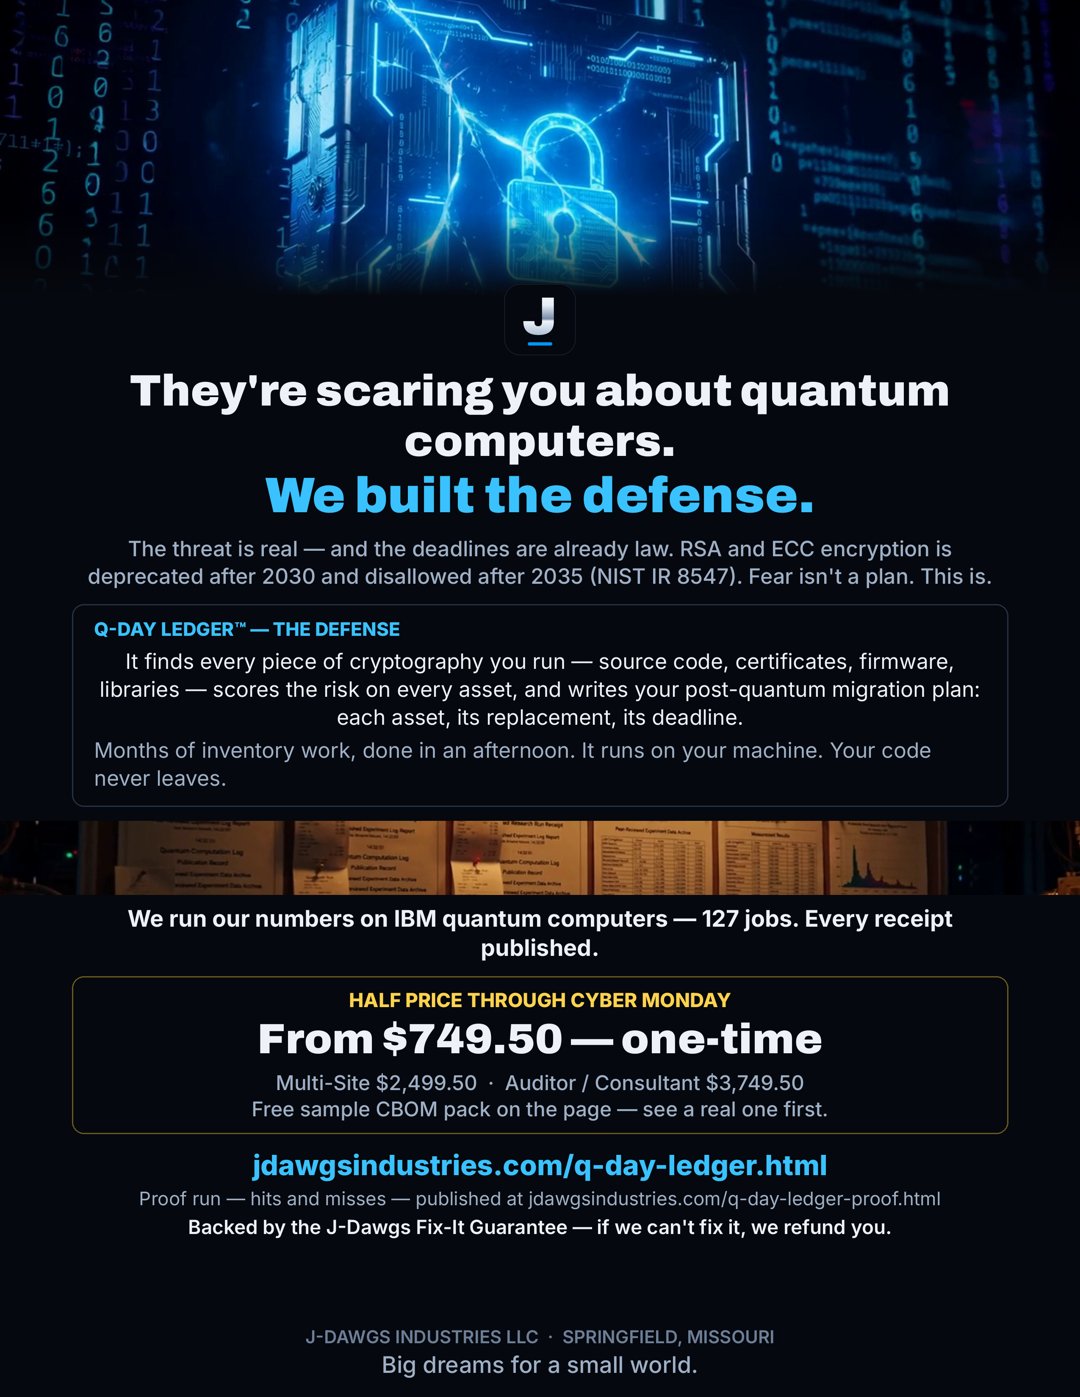 J
They're scaring you about quantum
computers.
We built the defense.
The threat is real — and the deadlines are already law. RSA and ECC encryption is
deprecated after 2030 and disallowed after 2035 (NIST IR 8547). Fear isn't a plan. This is.
Q-DAY LEDGER™ — THE DEFENSE
It finds every piece of cryptography you run — source code, certificates, firmware,
libraries — scores the risk on every asset, and writes your post-quantum migration plan:
each asset, its replacement, its deadline.
Months of inventory work, done in an afternoon. It runs on your machine. Your code
never leaves.
Quantum Computation Log
Publication Record
Measured Results
We run our numbers on IBM quantum computers — 127 jobs. Every receipt
published.
HALF PRICE THROUGH CYBER MONDAY
From $749.50 — one-time
Multi-Site $2,499.50 · Auditor / Consultant $3,749.50
Free sample CBOM pack on the page — see a real one first.
jdawgsindustries.com/q-day-ledger.html
Proof run — hits and misses — published at jdawgsindustries.com/q-day-ledger-proof.html
Backed by the J-Dawgs Fix-It Guarantee — if we can't fix it, we refund you.
J-DAWGS INDUSTRIES LLC · SPRINGFIELD, MISSOURI
Big dreams for a small world.